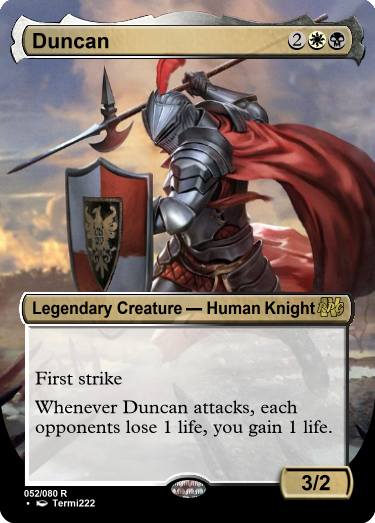 Duncan 2
Legendary Creature — Human Knight
First strike
Whenever Duncan attacks, each
opponents lose 1 life, you gain 1 life.
3/2
052/080 R
• Termi222